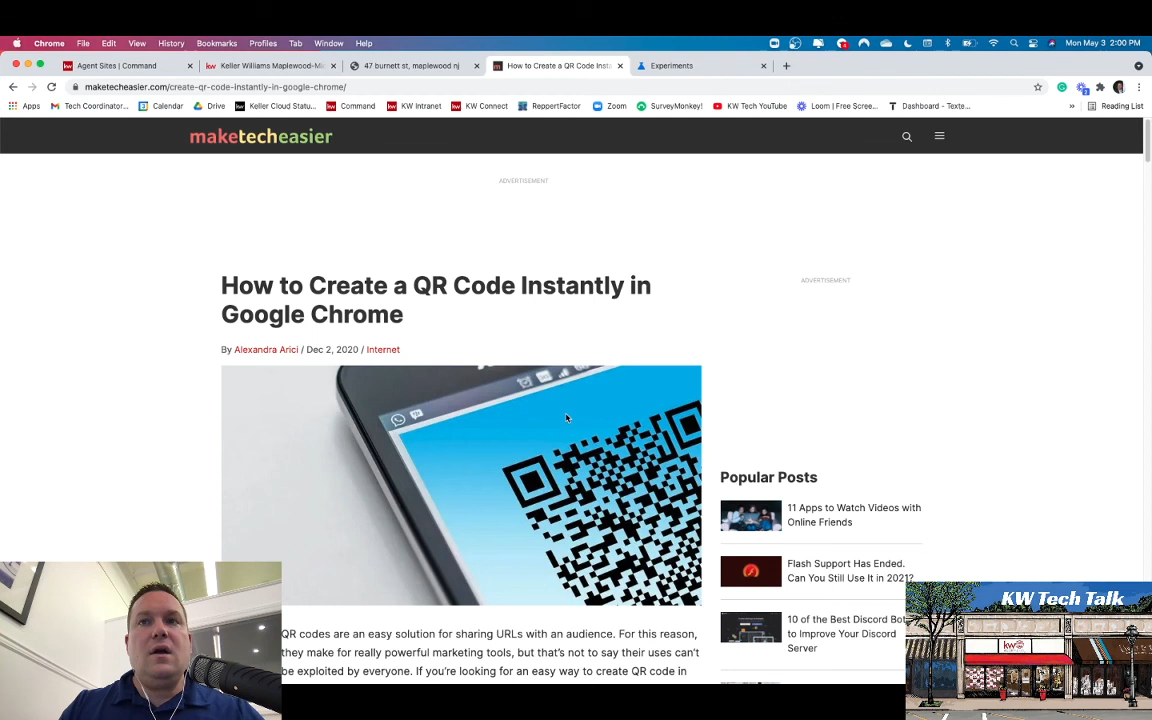 Chrome File Edit View History Bookmarks Profiles Tab Window Help Mon May 3 2:00 PM
Agent Sites | Command Keller Williams Maplewood-Mi 47 burnett st, maplewood nj How to Create a QR Code Insta Experiments
maketecheasier.com/create-qr-code-instantly-in-google-chrome/
Apps Tech Coordinator... Calendar Drive Keller Cloud Statu... Command KW Intranet KW Connect ReppertFactor Zoom SurveyMonkey! KW Tech YouTube Loom | Free Scree... Dashboard - Texte... » Reading List
maketecheasier
ADVERTISEMENT
ADVERTISEMENT
How to Create a QR Code Instantly in
Google Chrome
By Alexandra Arici / Dec 2, 2020 / Internet
Popular Posts
11 Apps to Watch Videos with
Online Friends
Flash Support Has Ended.
Can You Still Use It in 2021?
10 of the Best Discord Bot
to Improve Your Discord
Server
QR codes are an easy solution for sharing URLs with an audience. For this reason,
they make for really powerful marketing tools, but that's not to say their uses can't
be exploited by everyone. If you're looking for an easy way to create QR code in
KW Tech Talk
kw